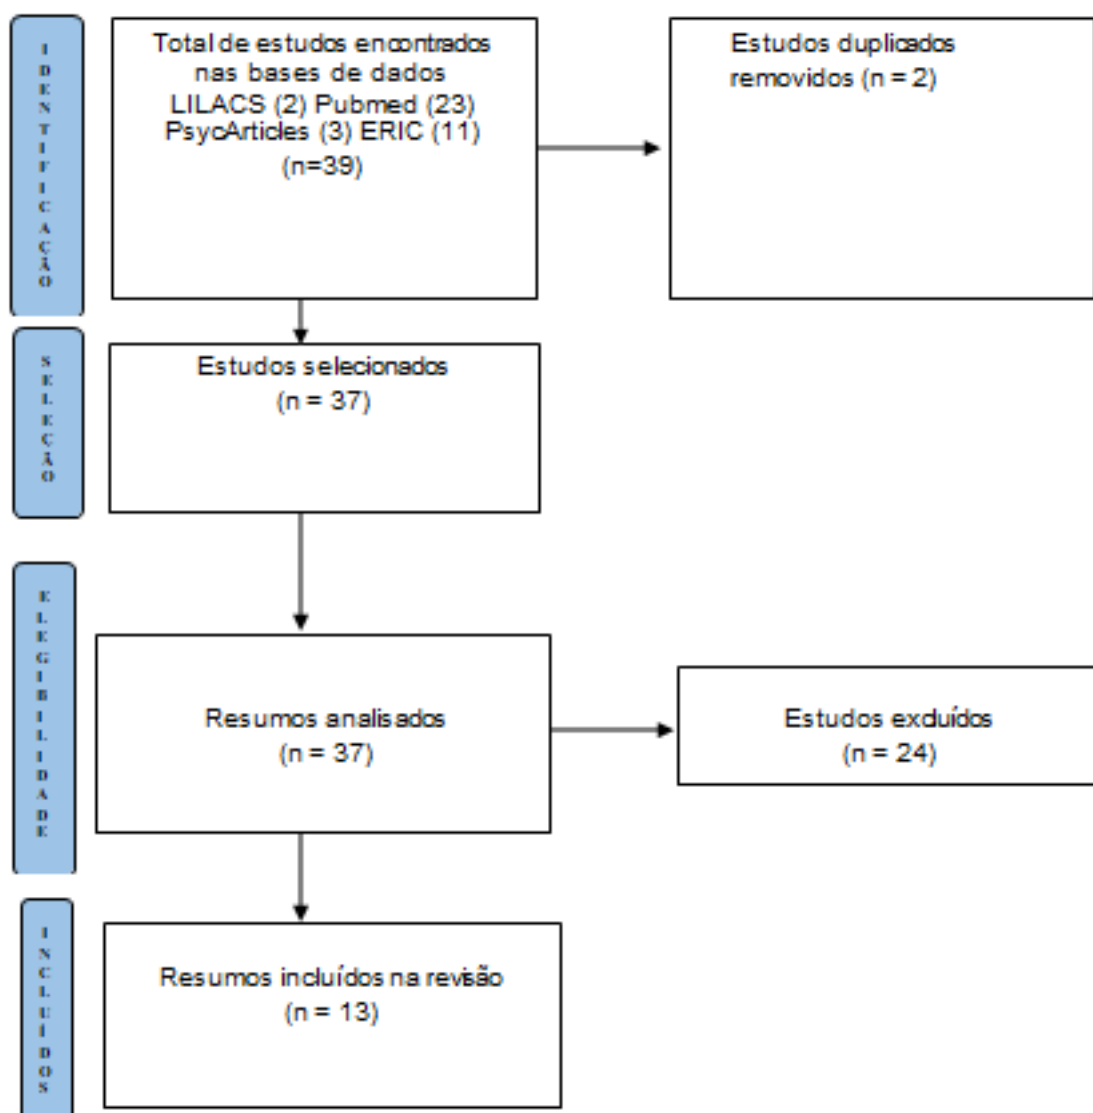 IDENTIFICAÇÃO
Total de estudos encontrados
nas bases de dados
LILACS (2) Pubmed (23)
PsycArticles (3) ERIC (11)
(n=39)
Estudos duplicados
removidos (n = 2)
SELEÇÃO
Estudos selecionados
(n = 37)
ELEGIBILIDADE
Resumos analisados
(n = 37)
Estudos excluídos
(n = 24)
INCLUÍDOS
Resumos incluídos na revisão
(n = 13)